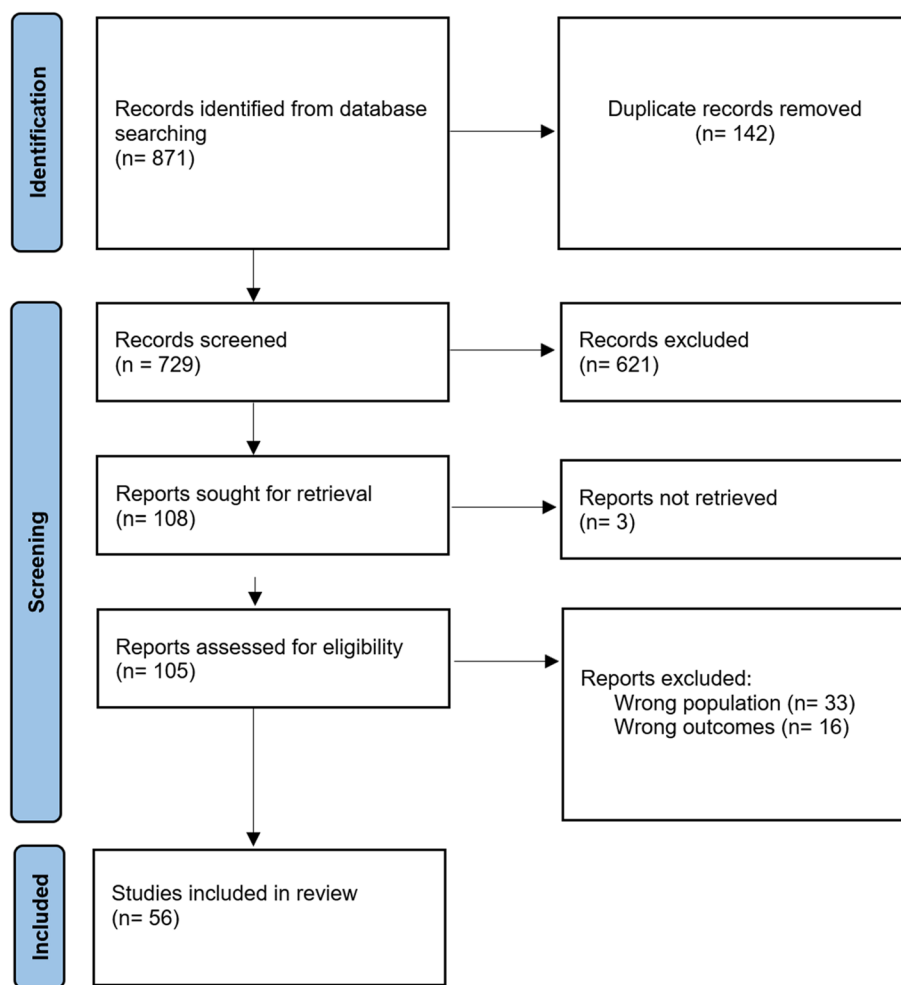 Identification
Records identified from database
searching
(n= 871)
Duplicate records removed
(n= 142)
Screening
Records screened
(n = 729)
Records excluded
(n= 621)
Reports sought for retrieval
(n= 108)
Reports not retrieved
(n= 3)
Reports assessed for eligibility
(n= 105)
Reports excluded:
Wrong population (n= 33)
Wrong outcomes (n= 16)
Included
Studies included in review
(n= 56)